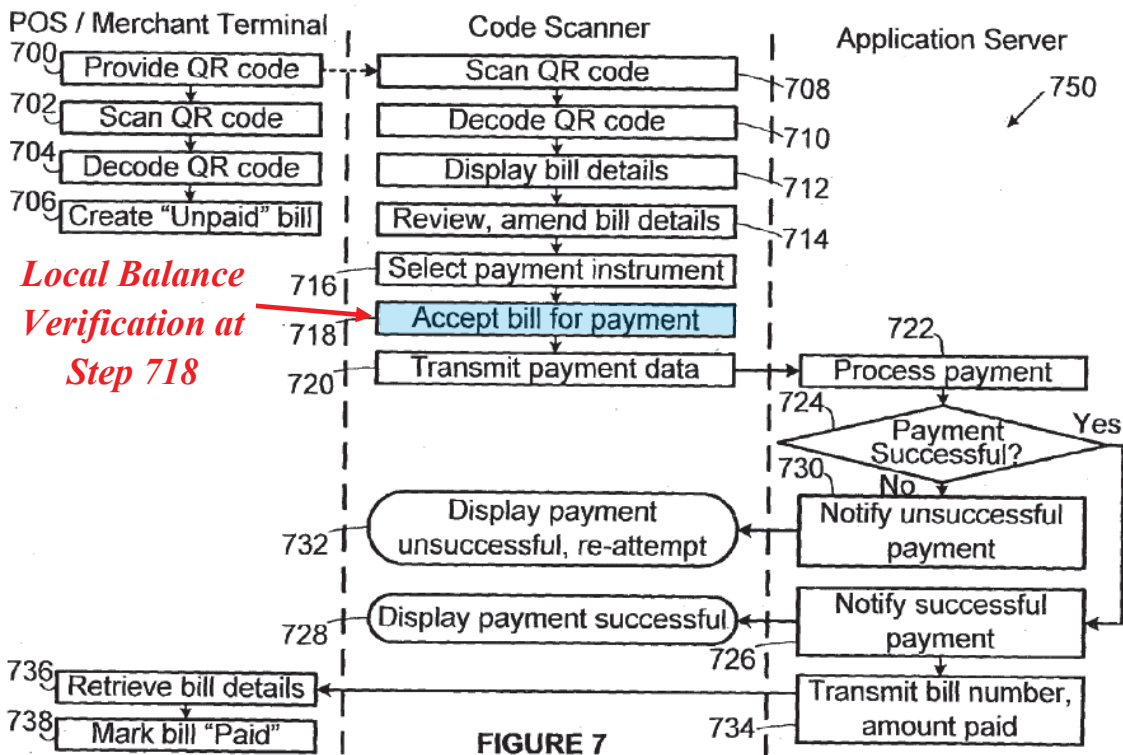 POS / Merchant Terminal
Code Scanner
Application Server
700
Provide QR code
Scan QR code
708
750
702
Scan QR code
Decode QR code
710
704
Decode QR code
Display bill details
712
706
Create "Unpaid" bill
Review, amend bill details
714
Local Balance
Verification at
Step 718
716
Select payment instrument
718
Accept bill for payment
720
Transmit payment data
722
Process payment
724
Payment
Successful?
Yes
No
730
Notify unsuccessful
payment
732
Display payment
unsuccessful, re-attempt
728
Display payment successful
726
Notify successful
payment
736
Retrieve bill details
734
Transmit bill number,
amount paid
738
Mark bill "Paid"
FIGURE 7